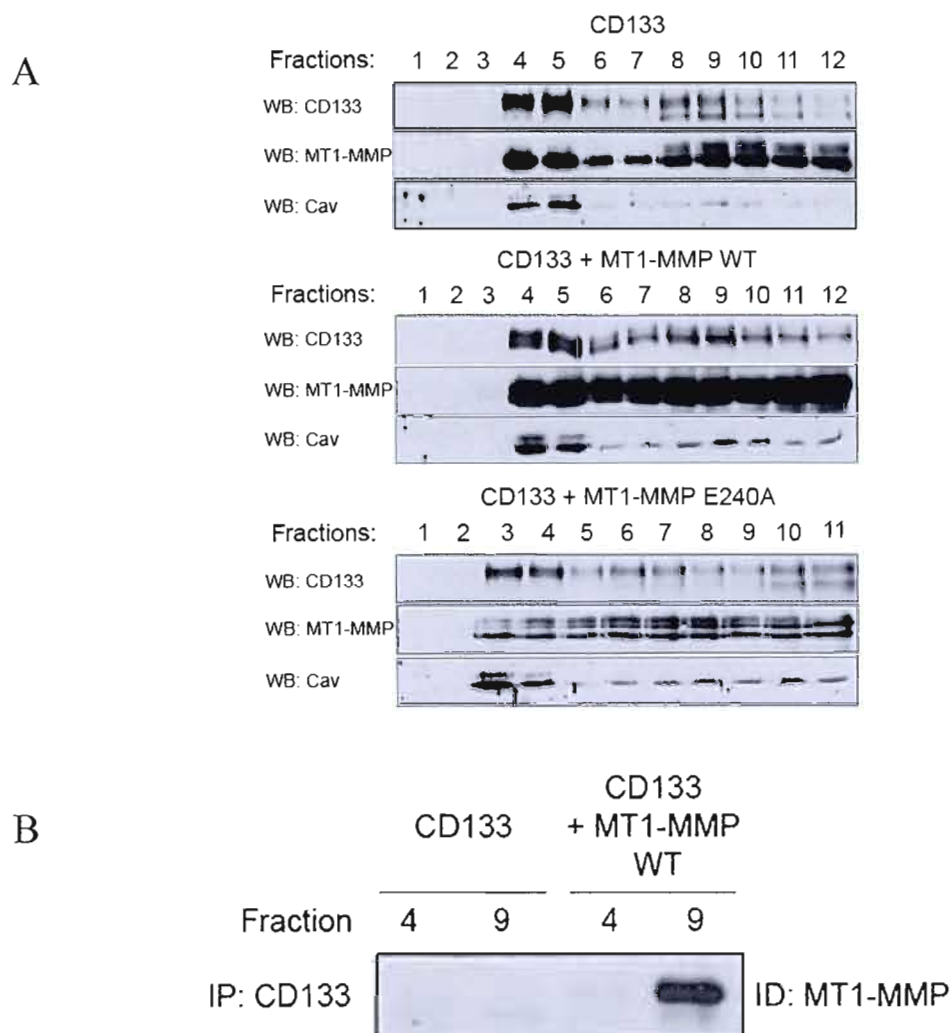 A
CD133
Fractions: 1 2 3 4 5 6 7 8 9 10 11 12
WB: CD133
WB: MT1-MMP
WB: Cav
CD133 + MT1-MMP WT
Fractions: 1 2 3 4 5 6 7 8 9 10 11 12
WB: CD133
WB: MT1-MMP
WB: Cav
CD133 + MT1-MMP E240A
Fractions: 1 2 3 4 5 6 7 8 9 10 11
WB: CD133
WB: MT1-MMP
WB: Cav
B
CD133
CD133
+ MT1-MMP
WT
Fraction 4 9 4 9
IP: CD133 ID: MT1-MMP